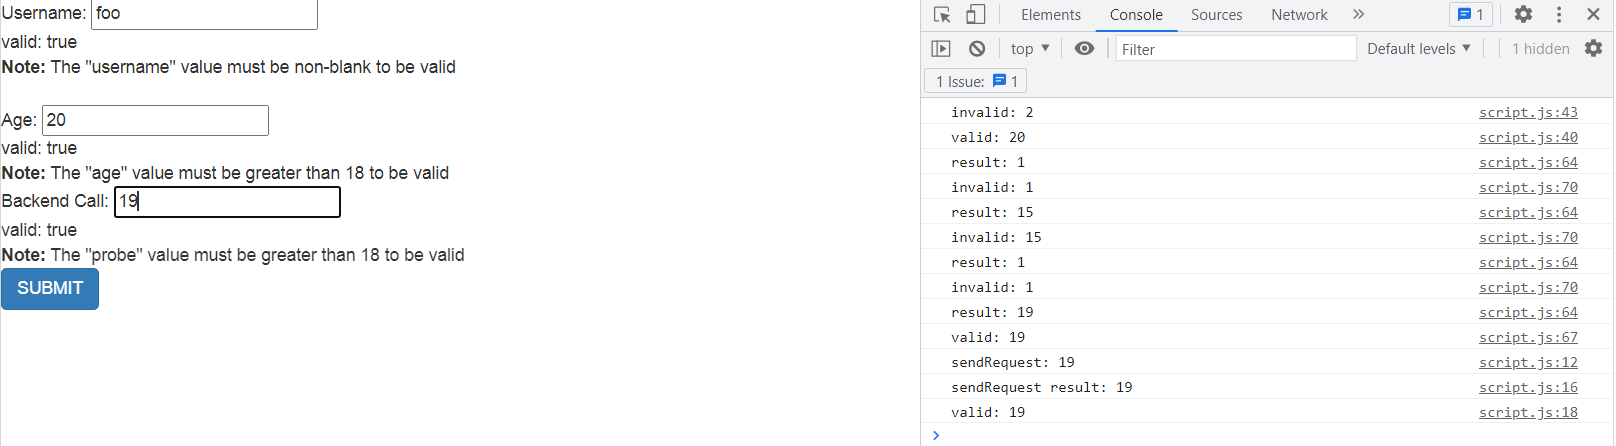 Username: foo
valid: true
Note: The "username" value must be non-blank to be valid
Age: 20
valid: true
Note: The "age" value must be greater than 18 to be valid
Backend Call: 19
valid: true
Note: The "probe" value must be greater than 18 to be valid
SUBMIT
Elements Console Sources Network 1
top Filter Default levels 1 hidden
1 Issue: 1
invalid: 2 script.js:43
valid: 20 script.js:40
result: 1 script.js:64
invalid: 1 script.js:70
result: 15 script.js:64
invalid: 15 script.js:70
result: 1 script.js:64
invalid: 1 script.js:70
result: 19 script.js:64
valid: 19 script.js:67
sendRequest: 19 script.js:12
sendRequest result: 19 script.js:16
valid: 19 script.js:18